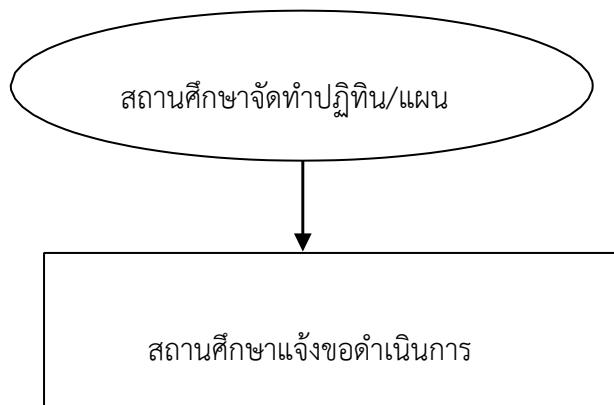 สถานศึกษาจัดทำปฏิทิน/แผน
สถานศึกษาแจ้งขอดำเนินการ